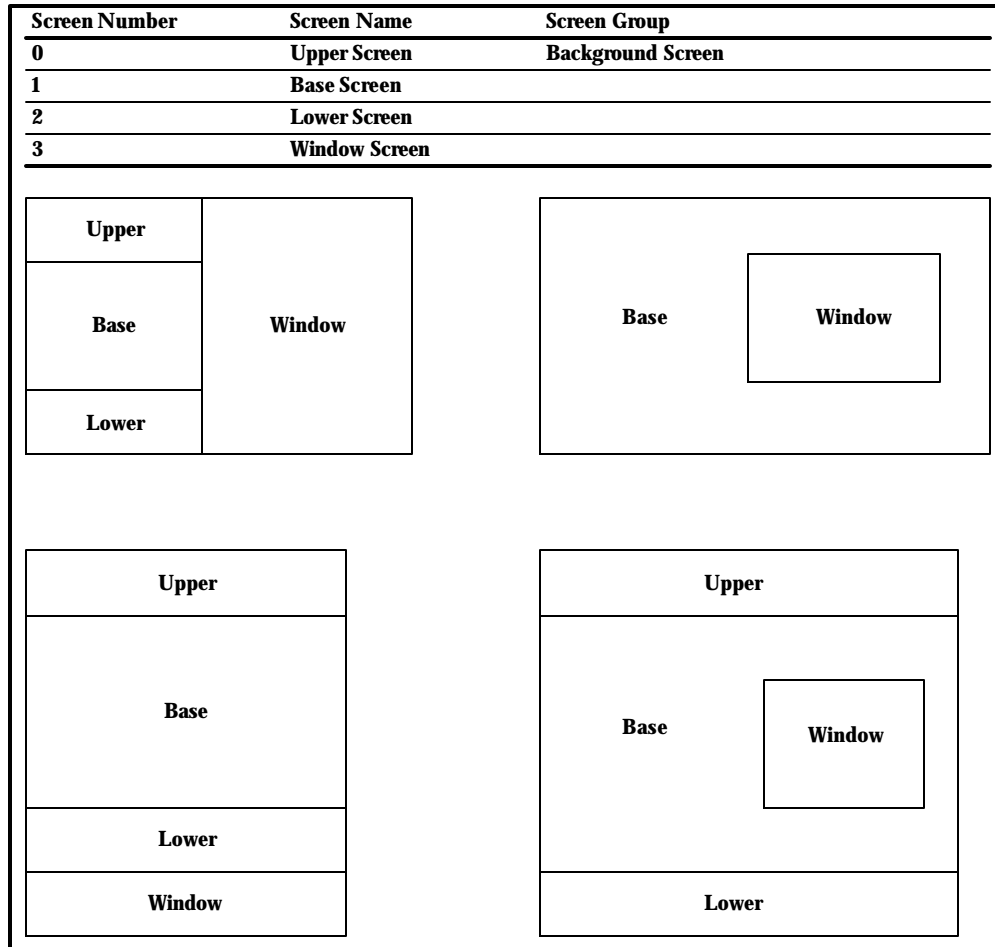 Screen Number Screen Name Screen Group
0 Upper Screen Background Screen
1 Base Screen
2 Lower Screen
3 Window Screen
Upper
Base
Lower
Window
Base
Window
Upper
Base
Lower
Window
Upper
Base
Window
Lower